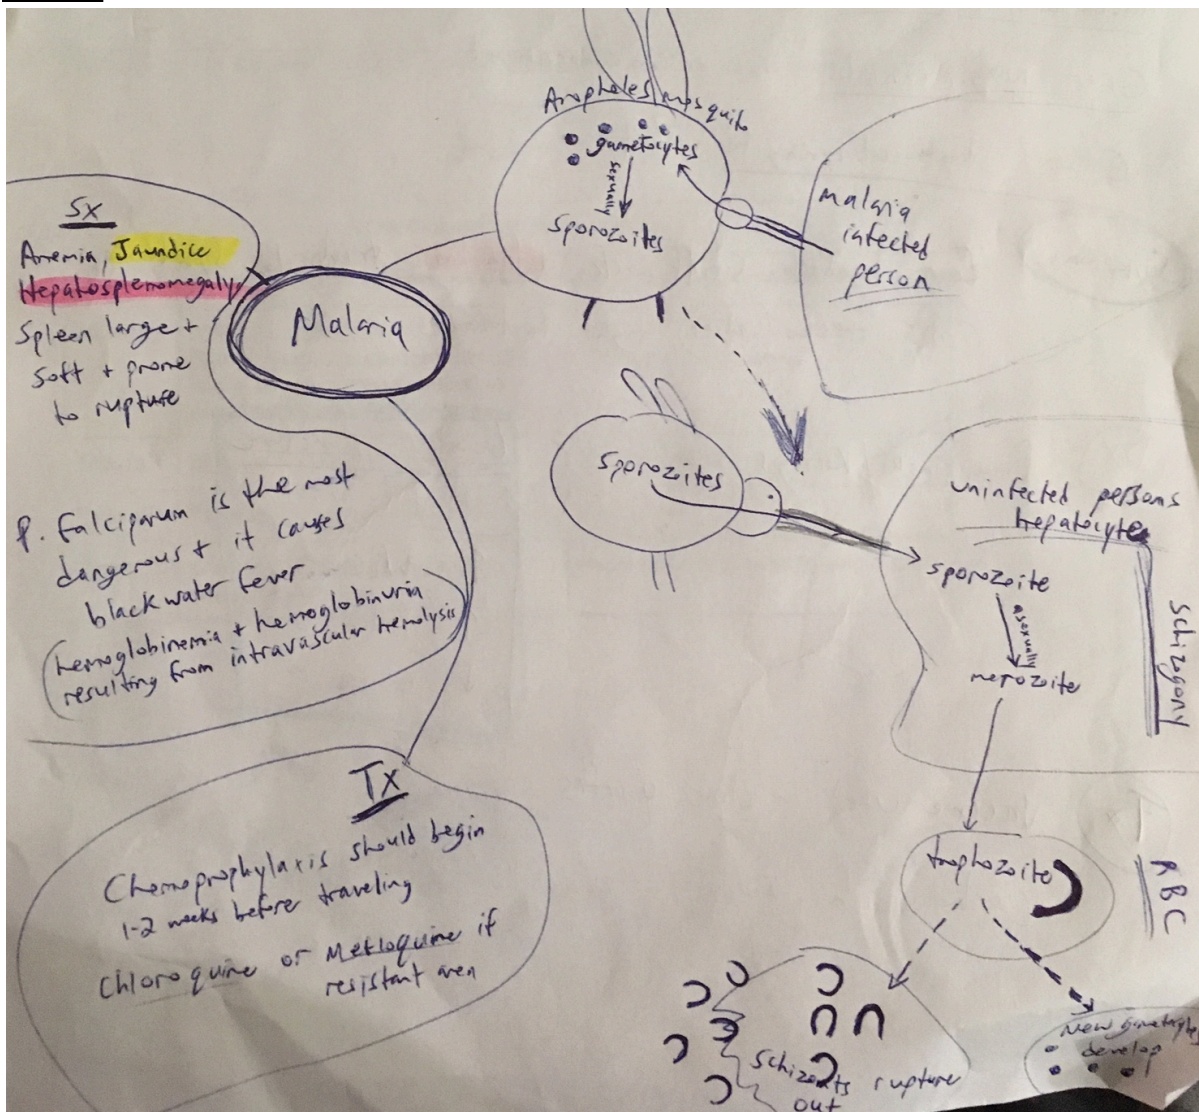 Anopheles mosquito
gametocytes
sexually
sporozoites
malaria
infected
person
Sx
Anemia, Jaundice
Hepatosplenomegaly,
Spleen large +
soft + prone
to rupture
Malaria
sporozoites
uninfected persons
hepatocyte
sporozoite
asexually
merozoite
Schizogony
P. Falciparum is the most
dangerous + it causes
blackwater fever
(hemoglobinemia + hemoglobinuria
resulting from intravascular hemolysis)
Tx
Chemoprophylaxis should begin
1-2 weeks before traveling
Chloroquine or Mefloquine if
resistant area
trophozoite
RBC
schizonts rupture
out
New gametocytes
develop